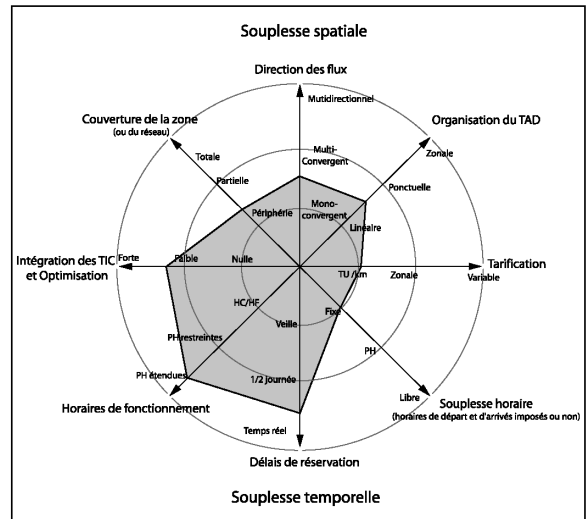 Souplesse spatiale
Direction des flux
Mutidirectionnel
Couverture de la zone
(ou du réseau)
Organisation du TAD
Totale
Zonale
Multi-
Convergent
Partielle
Ponctuelle
Périphérie
Mono-
convergent
Linéaire
Intégration des TIC
et Optimisation
Forte
Faible
Nulle
TU /km
Zonale
Variable
Tarification
HC/HF
Fixe
Veille
PH restreintes
PH
PH étendues
1/2 journée
Libre
Horaires de fonctionnement
Souplesse horaire
(horaires de départ et d'arrivés imposés ou non)
Temps réel
Délais de réservation
Souplesse temporelle